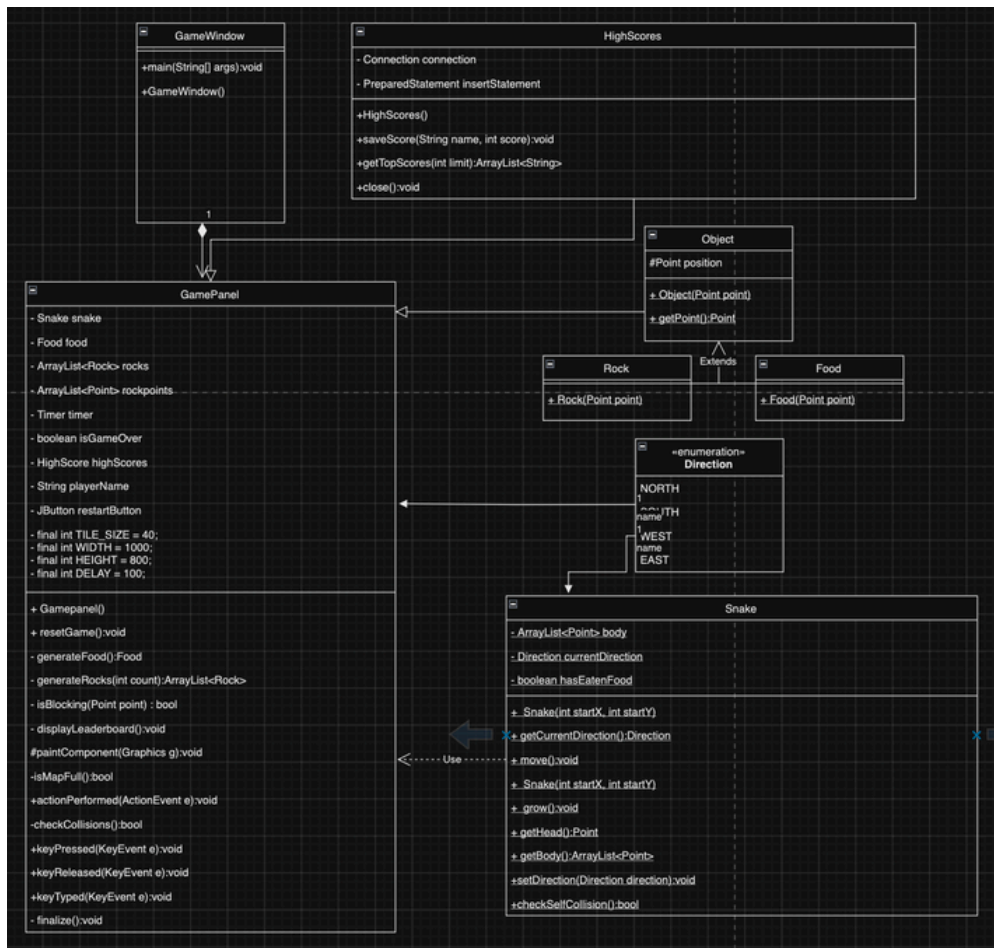 GameWindow
+main(String[] args):void
+GameWindow()
1
HighScores
- Connection connection
- PreparedStatement insertStatement
+HighScores()
+saveScore(String name, int score):void
+getTopScores(int limit):ArrayList<String>
+close():void
Object
#Point position
+ Object(Point point)
+ getPoint():Point
Extends
Rock
+ Rock(Point point)
Food
+ Food(Point point)
GamePanel
- Snake snake
- Food food
- ArrayList<Rock> rocks
- ArrayList<Point> rockpoints
- Timer timer
- boolean isGameOver
- HighScore highScores
- String playerName
- JButton restartButton
- final int TILE_SIZE = 40;
- final int WIDTH = 1000;
- final int HEIGHT = 800;
- final int DELAY = 100;
+ Gamepanel()
+ resetGame():void
- generateFood():Food
- generateRocks(int count):ArrayList<Rock>
- isBlocking(Point point) : bool
- displayLeaderboard():void
#paintComponent(Graphics g):void
-isMapFull():bool
+actionPerformed(ActionEvent e):void
-checkCollisions():bool
+keyPressed(KeyEvent e):void
+keyReleased(KeyEvent e):void
+keyTyped(KeyEvent e):void
- finalize():void
«enumeration»
Direction
NORTH
1
SOUTH
name
1
WEST
name
EAST
Use
Snake
- ArrayList<Point> body
- Direction currentDirection
- boolean hasEatenFood
+ Snake(int startX, int startY)
+ getCurrentDirection():Direction
+ move():void
+ Snake(int startX, int startY)
+ grow():void
+ getHead():Point
+ getBody():ArrayList<Point>
+setDirection(Direction direction):void
+checkSelfCollision():bool